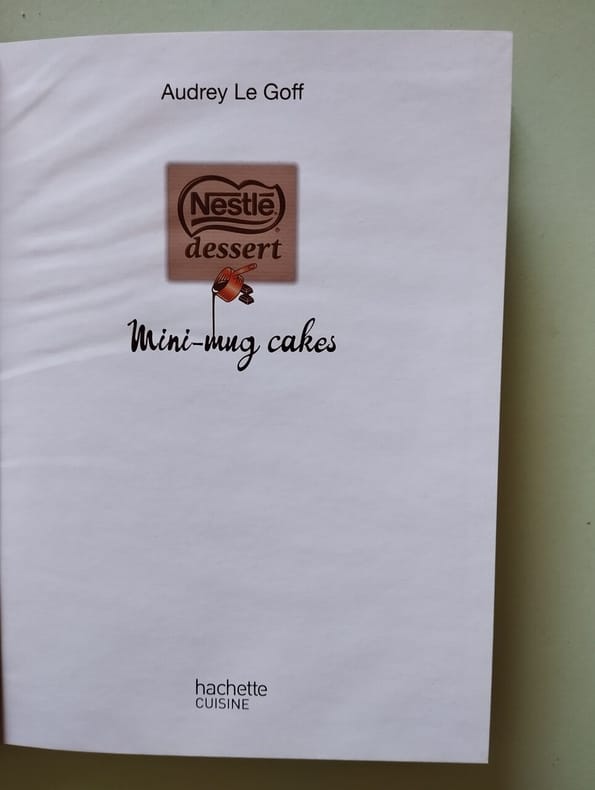 Audrey Le Goff
Nestlé®
dessert
Mini-mug cakes
hachette
CUISINE